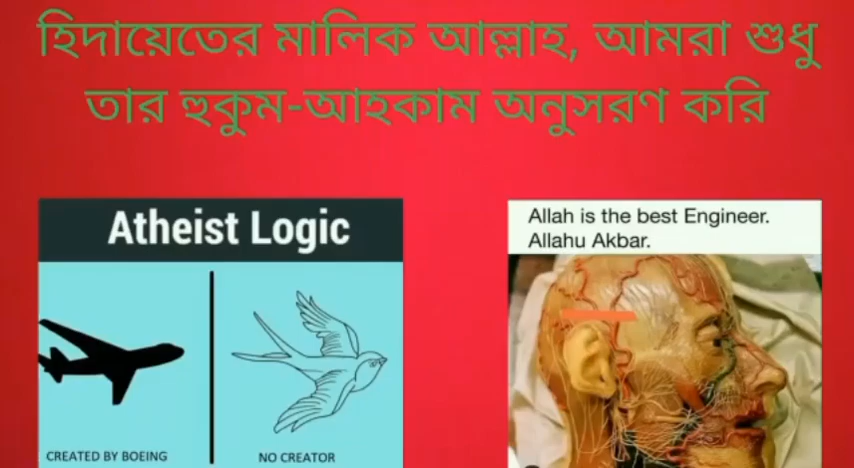 হিদায়েতের মালিক আল্লাহ, আমরা শুধু
তার হুকুম-আহকাম অনুসরণ করি
Atheist Logic
CREATED BY BOEING
NO CREATOR
Allah is the best Engineer.
Allahu Akbar.